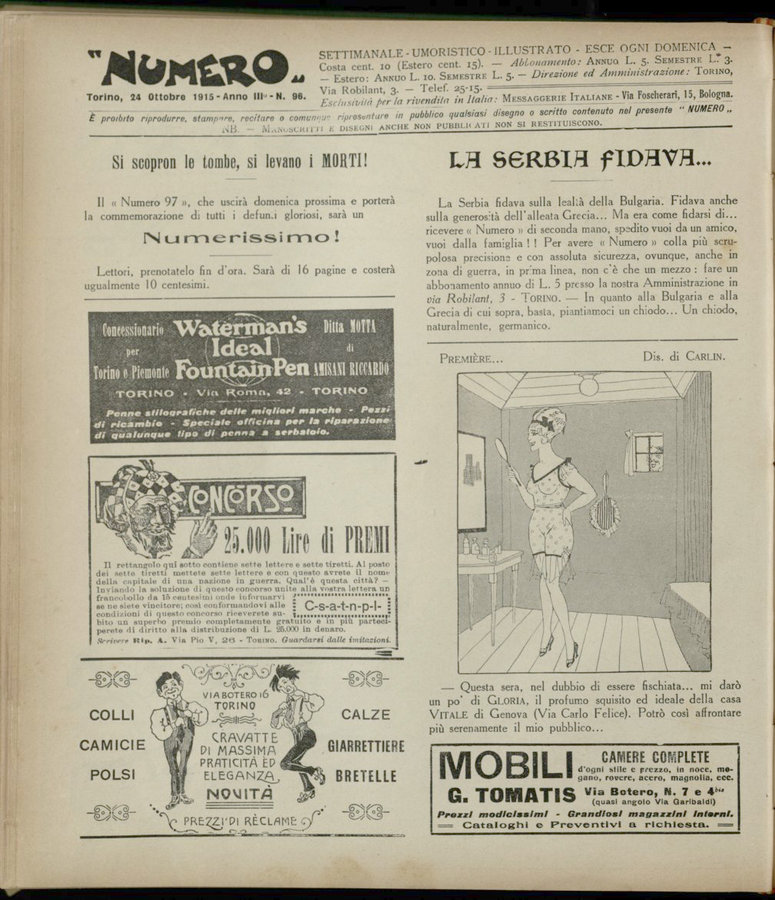 "NUMERO"
Torino, 24 Ottobre 1915 - Anno III° - N. 96.
SETTIMANALE - UMORISTICO - ILLUSTRATO - ESCE OGNI DOMENICA —
Costa cent. 10 (Estero cent. 15). — Abbonamento: ANNUO L. 5. SEMESTRE L. 3.
— Estero: ANNUO L. 10. SEMESTRE L. 5. — Direzione ed Amministrazione: TORINO,
Via Robilant, 3. — Telef. 25-15.
Esclusività per la rivendita in Italia: MESSAGGERIE ITALIANE - Via Foscherari, 15, Bologna.
È proibito riprodurre, stampare, recitare o comunque ripresentare in pubblico qualsiasi disegno o scritto contenuto nel presente "NUMERO"
NB. — MANOSCRITTI E DISEGNI ANCHE NON PUBBLICATI NON SI RESTITUISCONO.
Si scopron le tombe, si levano i MORTI!
Il « Numero 97 », che uscirà domenica prossima e porterà
la commemorazione di tutti i defunti gloriosi, sarà un
Numerissimo!
Lettori, prenotatelo fin d'ora. Sarà di 16 pagine e costerà
ugualmente 10 centesimi.
Concessionario
per
Torino e Piemonte
Waterman's
Ideal
Fountain Pen
Ditta MOTTA
di
AMISANI RICCARDO
TORINO - Via Roma, 42 - TORINO
Penne stilografiche delle migliori marche - Pezzi
di ricambio - Speciale officina per la riparazione
di qualunque tipo di penna a serbatoio.
CONCORSO
25.000 Lire di PREMI
Il rettangolo qui sotto contiene sette lettere e sette tiretti. Al posto
dei sette tiretti mettete sette lettere e con questo avrete il nome
della capitale di una nazione in guerra. Qual'è questa città? —
Inviando la soluzione di questo concorso unite alla vostra lettera un
francobollo da 15 centesimi onde informarvi
se ne siete vincitore; così conformandovi alle
condizioni di questo concorso riceverete su-
C-s-a-t-n-p-l-
bito un superbo premio completamente gratuito e in più parteci-
perete di diritto alla distribuzione di L. 25.000 in denaro.
Scrivere Rip. A. Via Pio V, 26 - TORINO. Guardarsi dalle imitazioni.
COLLI
CAMICIE
POLSI
VIA BOTERO 16
TORINO
CRAVATTE
DI MASSIMA
PRATICITÀ ED
ELEGANZA
NOVITÀ
PREZZI DI RÈCLAME
CALZE
GIARRETTIERE
BRETELLE
LA SERBIA FIDAVA...
La Serbia fidava sulla lealtà della Bulgaria. Fidava anche
sulla generosità dell'alleata Grecia... Ma era come fidarsi di...
ricevere « Numero » di seconda mano, spedito vuoi da un amico,
vuoi dalla famiglia!! Per avere « Numero » colla più scru-
polosa precisione e con assoluta sicurezza, ovunque, anche in
zona di guerra, in prima linea, non c'è che un mezzo: fare un
abbonamento annuo di L. 5 presso la nostra Amministrazione in
via Robilant, 3 - TORINO. — In quanto alla Bulgaria e alla
Grecia di cui sopra, basta, piantiamoci un chiodo... Un chiodo,
naturalmente, germanico.
PREMIÈRE...
Dis. di CARLIN.
— Questa sera, nel dubbio di essere fischiata... mi darò
un po' di GLORIA, il profumo squisito ed ideale della casa
VITALE di Genova (Via Carlo Felice). Potrò così affrontare
più serenamente il mio pubblico...
MOBILI
CAMERE COMPLETE
d'ogni stile e prezzo, in noce, mo-
gano, rovere, acero, magnolia, ecc.
G. TOMATIS
Via Botero, N. 7 e 4 bis
(quasi angolo Via Garibaldi)
Prezzi modicissimi - Grandiosi magazzini interni.
— Cataloghi e Preventivi a richiesta. —